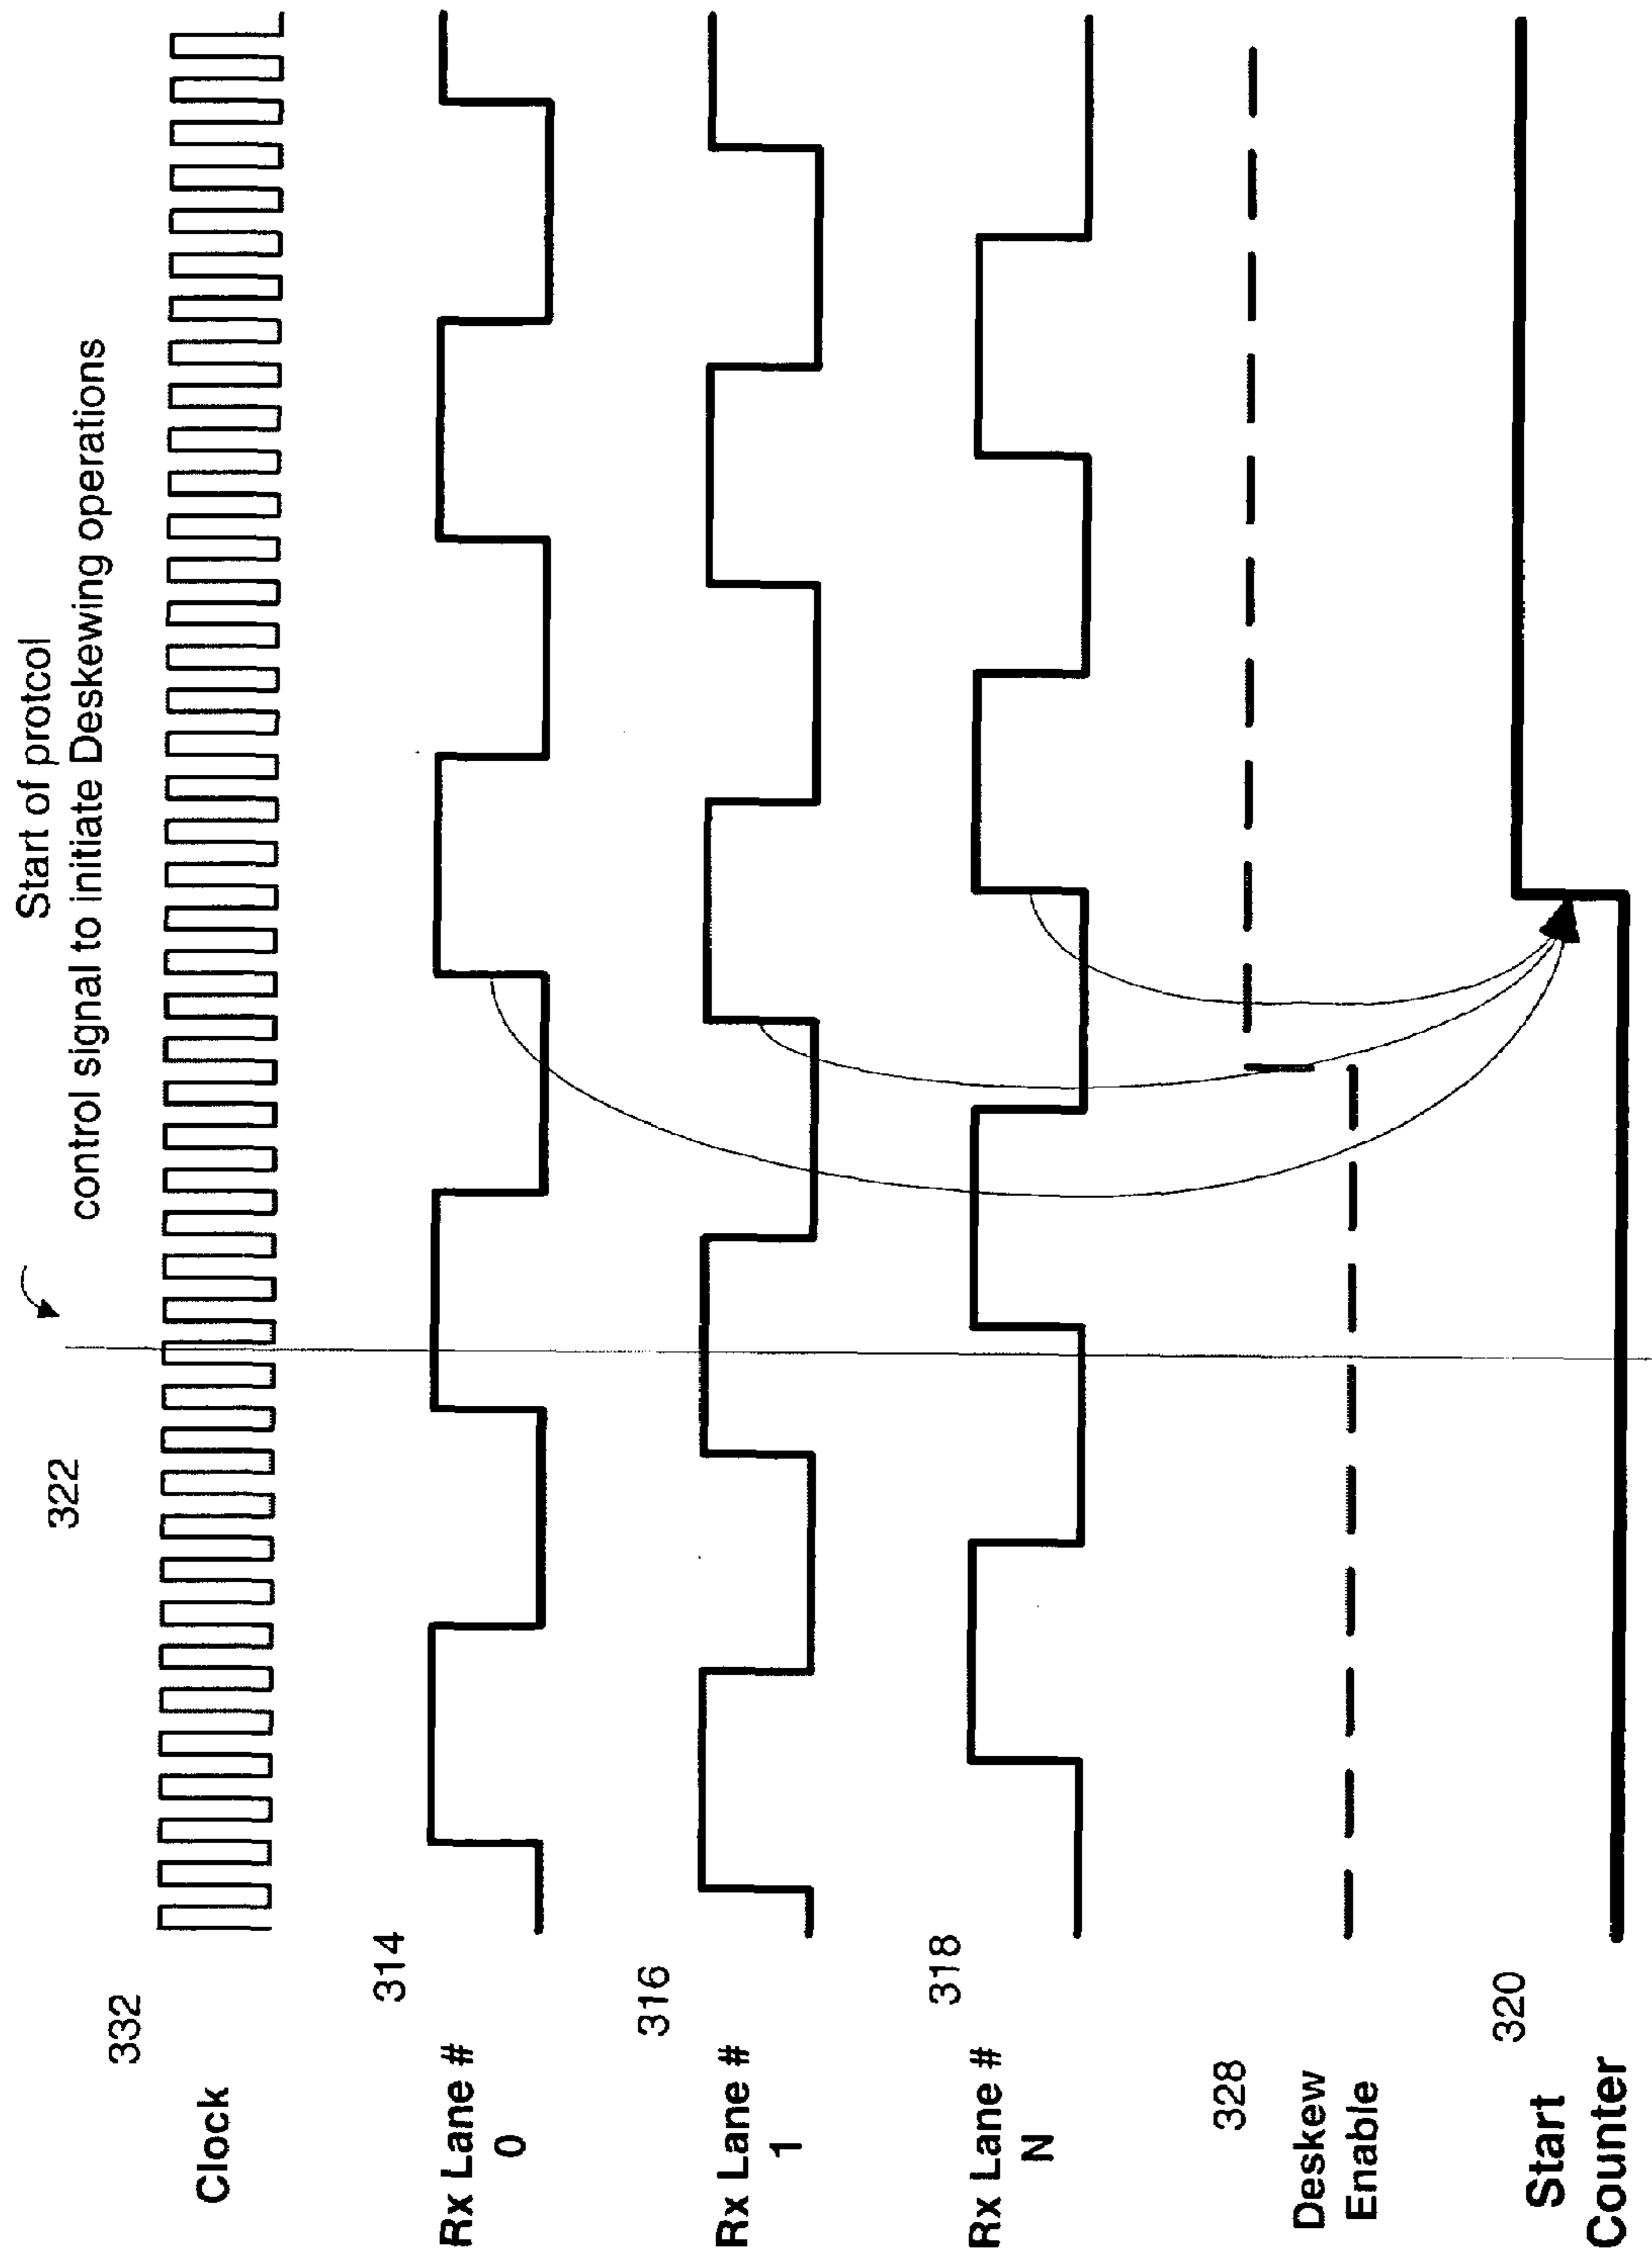 Start of protcol
control signal to initiate Deskewing operations
322
332
Clock
314
Rx Lane #
0
316
Rx Lane #
1
318
Rx Lane #
N
328
Deskew
Enable
320
Start
Counter